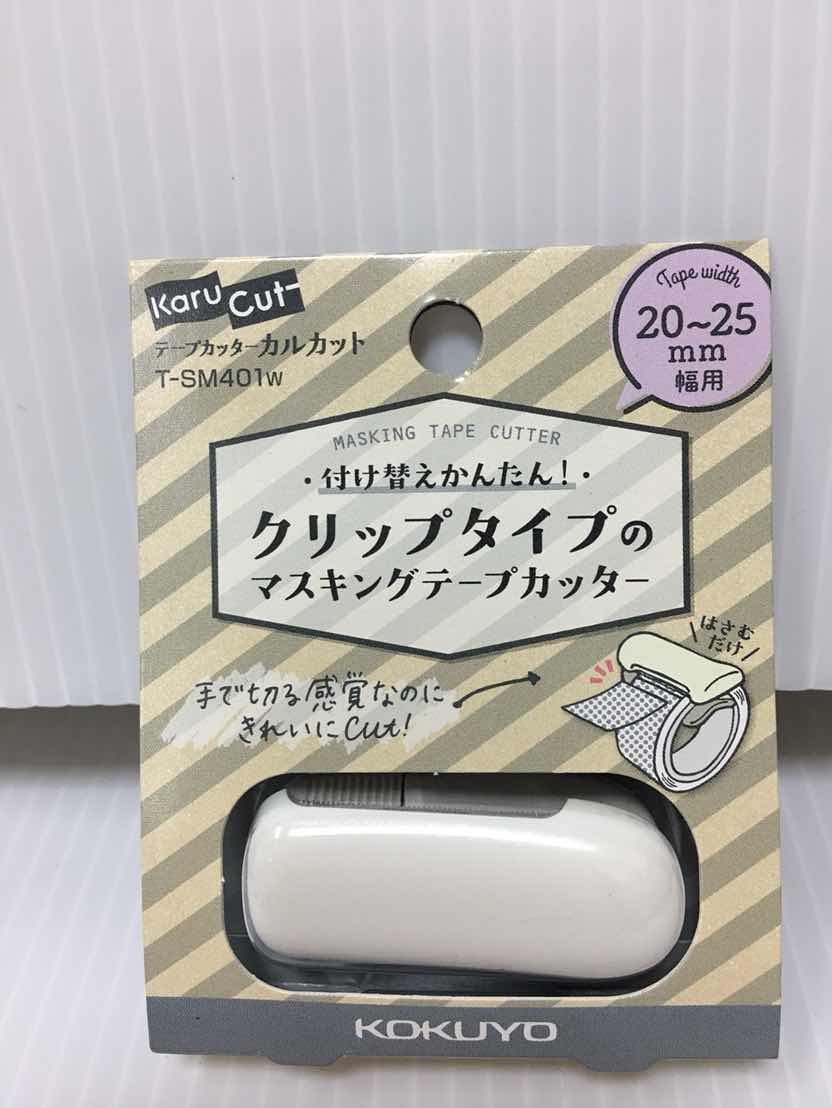 Karu Cut
テープカッターカルカット
T-SM401W
Tape width
20~25
mm
幅用
MASKING TAPE CUTTER
・付け替えかんたん!・
クリップタイプの
マスキングテープカッター
はさむ
だけ
手で切る感覚なのに
きれいにcut!
KOKUYO